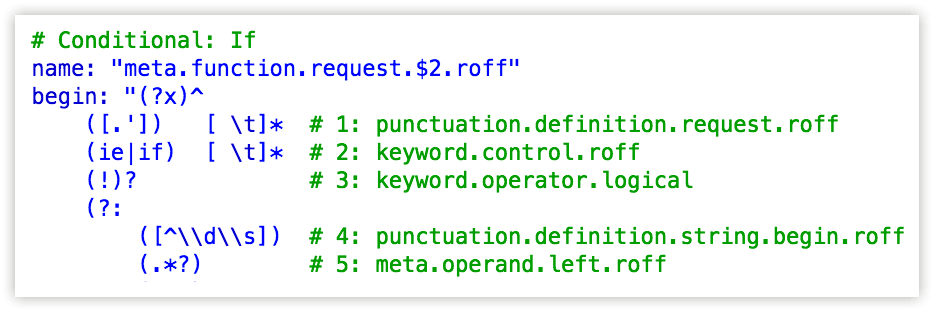 # Conditional: If
name: "meta.function.request.$2.roff"
begin: "(?x)^
    ([.'])   [ \t]*  # 1: punctuation.definition.request.roff
    (ie|if)  [ \t]*  # 2: keyword.control.roff
    (!)?             # 3: keyword.operator.logical
    (?:
        ([^\\d\\s])  # 4: punctuation.definition.string.begin.roff
        (.*?)        # 5: meta.operand.left.roff